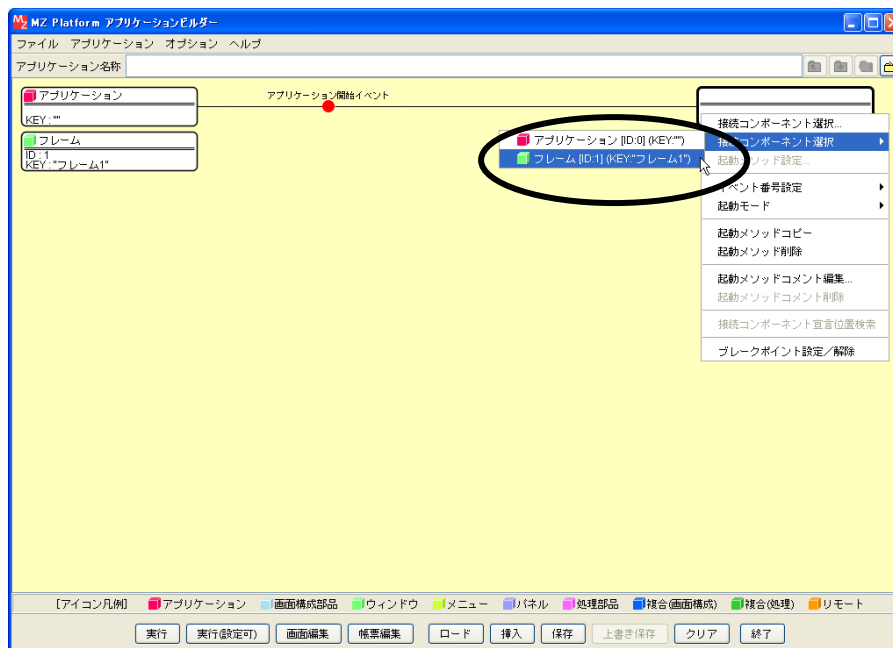 MZ Platform アプリケーションビルダー
ファイル アプリケーション オプション ヘルプ
アプリケーション名称
アプリケーション
KEY:""
アプリケーション開始イベント
フレーム
ID:1
KEY:"フレーム1"
アプリケーション [ID:0] (KEY:"")
フレーム [ID:1] (KEY:"フレーム1")
接続コンポーネント選択...
接続コンポーネント選択
起動メソッド設定...
イベント番号設定
起動モード
起動メソッドコピー
起動メソッド削除
起動メソッドコメント編集...
起動メソッドコメント削除
接続コンポーネント宣言位置検索
ブレークポイント設定／解除
[アイコン凡例] アプリケーション 画面構成部品 ウィンドウ メニュー パネル 処理部品 複合(画面構成) 複合(処理) リモート
実行 実行(設定可) 画面編集 帳票編集 ロード 挿入 保存 上書き保存 クリア 終了